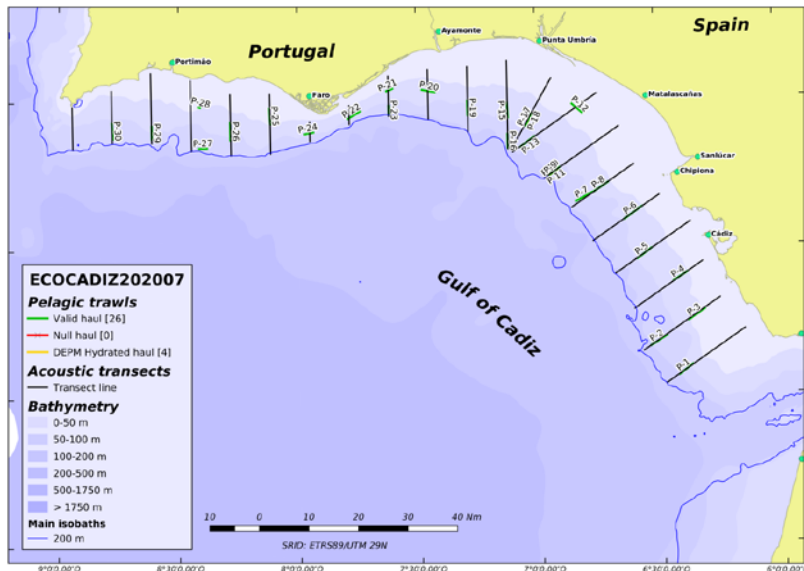 Spain
Ayamonte
Punta Umbría
Portugal
Portimão
Matalascañas
Faro
P-21
P-20
P-28
P-12
P-22
P-17
P-18
P-30
P-29
P-26
P-25
P-24
P-23
P-19
P-15
P-16
P-13
P-27
Sanlúcar
P-11
Chipiona
P-7
P-8
P-6
Cádiz
P-5
P-4
Gulf of Cadiz
P-3
P-2
P-1
ECOCADIZ202007
Pelagic trawls
Valid haul [26]
Null haul [0]
DEPM Hydrated haul [4]
Acoustic transects
Transect line
Bathymetry
0-50 m
50-100 m
100-200 m
200-500 m
500-1750 m
> 1750 m
Main isobaths
200 m
10 0 10 20 30 40 Nm
SRID: ETRS89/UTM 29N